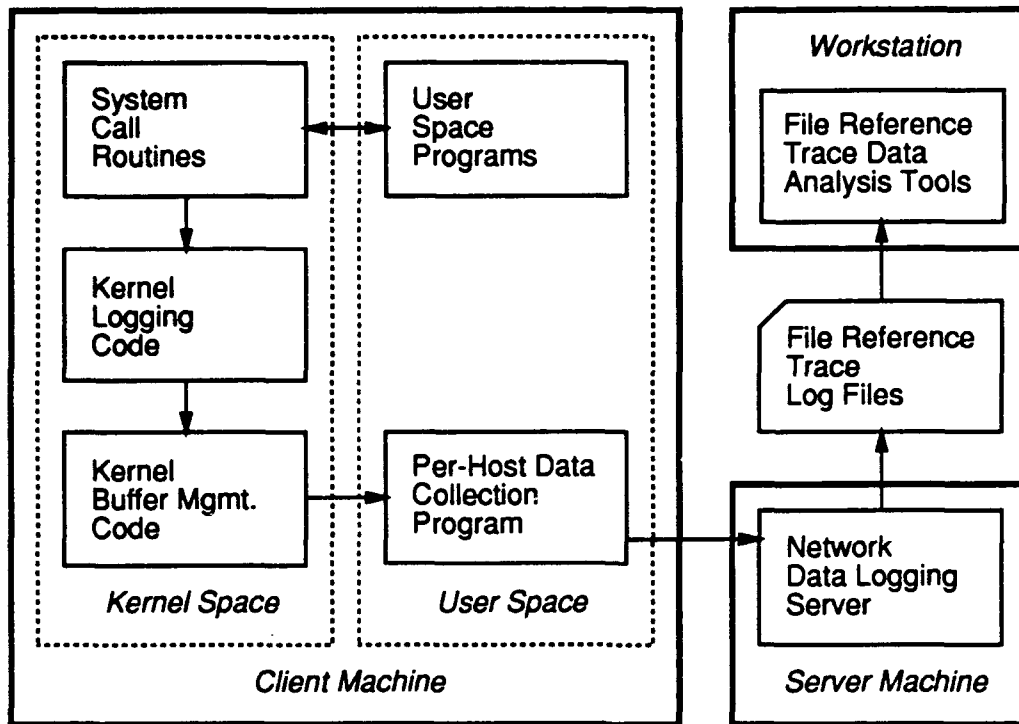 System
Call
Routines
User
Space
Programs
Kernel
Logging
Code
Kernel
Buffer Mgmt.
Code
Per-Host Data
Collection
Program
Kernel Space
User Space
Client Machine
Workstation
File Reference
Trace Data
Analysis Tools
File Reference
Trace
Log Files
Network
Data Logging
Server
Server Machine